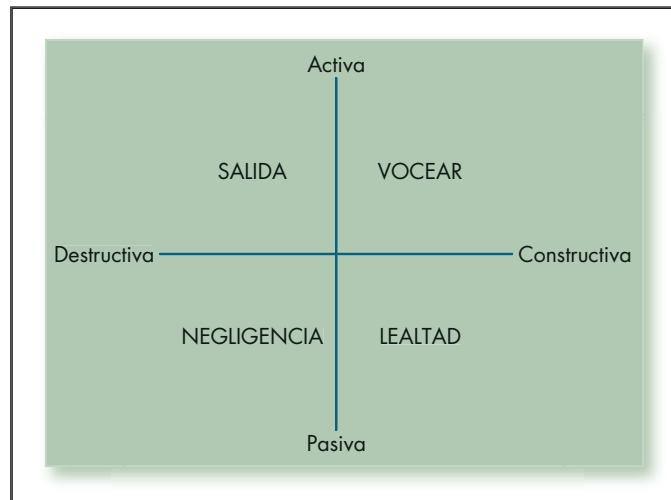 Activa
SALIDA VOCEAR
Destructiva Constructiva
NEGLIGENCIA LEALTAD
Pasiva